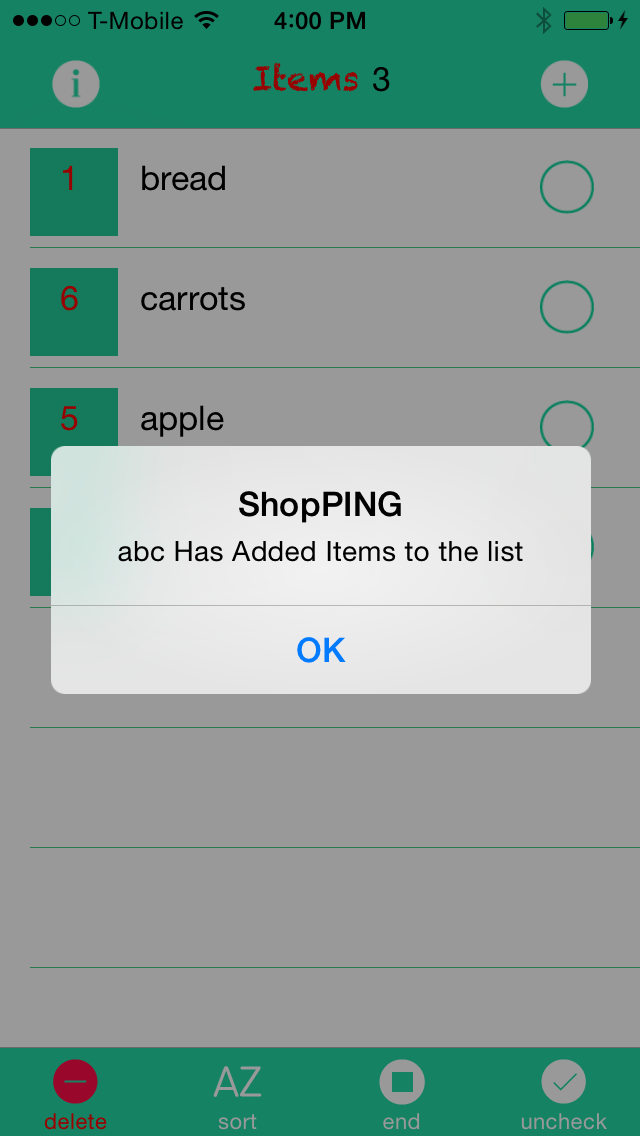 T-Mobile 4:00 PM
i Items 3
1 bread
6 carrots
5 apple
ShopPING
abc Has Added Items to the list
OK
AZ
delete sort end uncheck